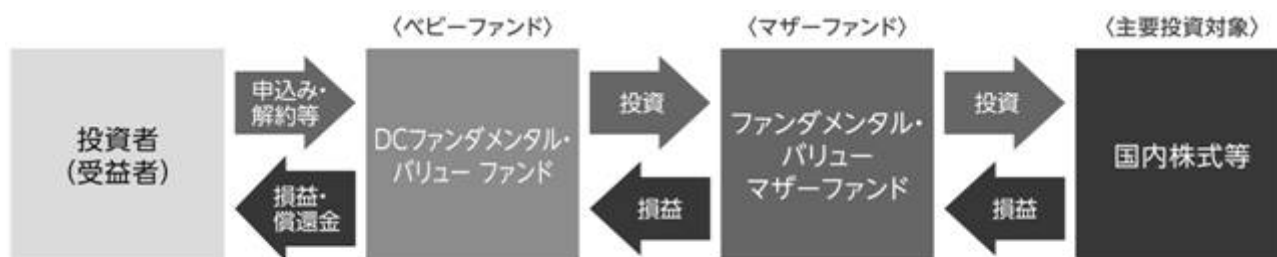 〈ベビーファンド〉
〈マザーファンド〉
〈主要投資対象〉
投資者
(受益者)
申込み・
解約等
損益・
償還金
DCファンダメンタル・
バリュー ファンド
投資
損益
ファンダメンタル・
バリュー
マザーファンド
投資
損益
国内株式等